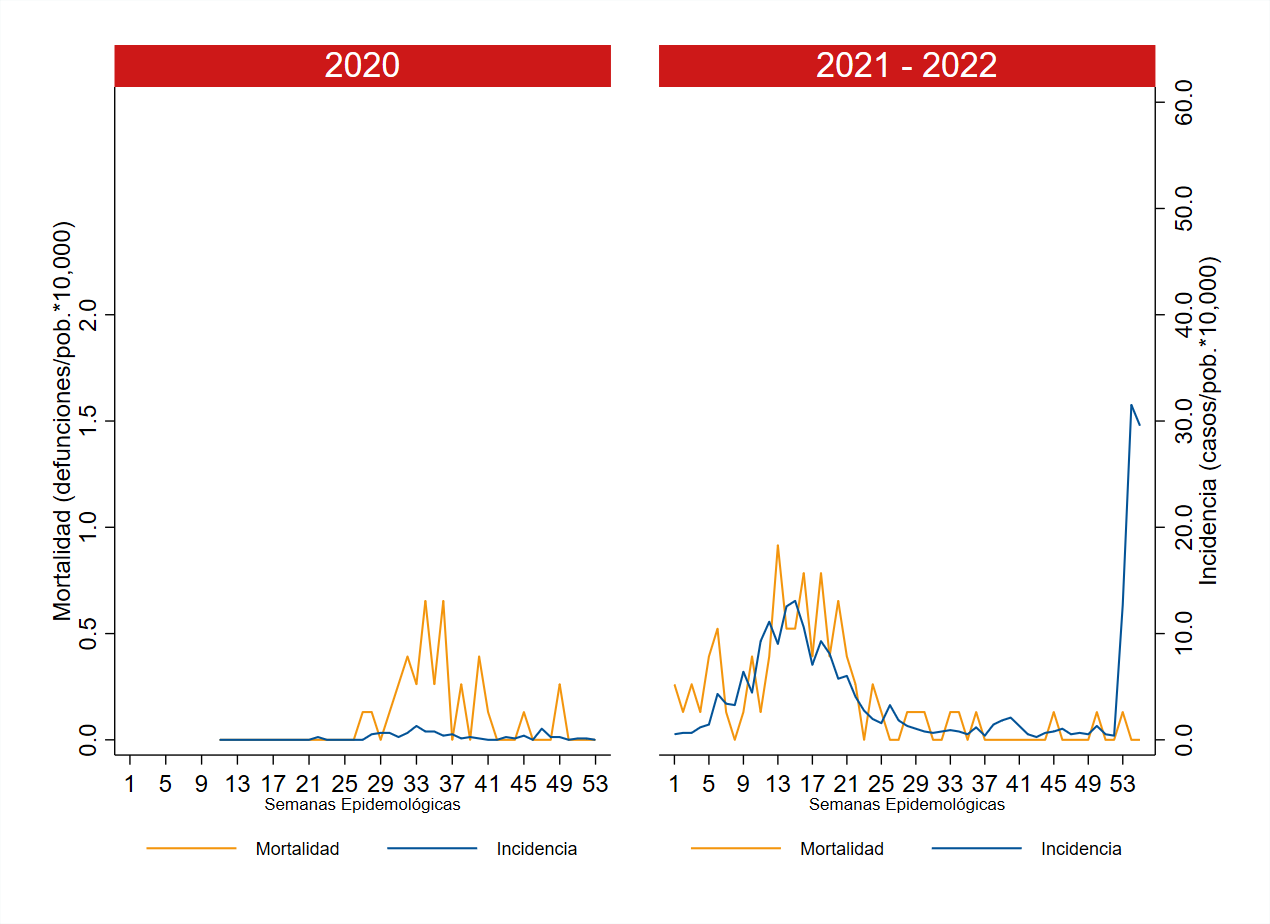 2020
2021 - 2022
Mortalidad (defunciones/pob.*10,000)
2.0
1.5
1.0
0.5
0.0
60.0
50.0
40.0
30.0
20.0
10.0
0.0
Incidencia (casos/pob.*10,000)
1 5 9 13 17 21 25 29 33 37 41 45 49 53
1 5 9 13 17 21 25 29 33 37 41 45 49 53
Semanas Epidemológicas
Semanas Epidemológicas
Mortalidad Incidencia
Mortalidad Incidencia